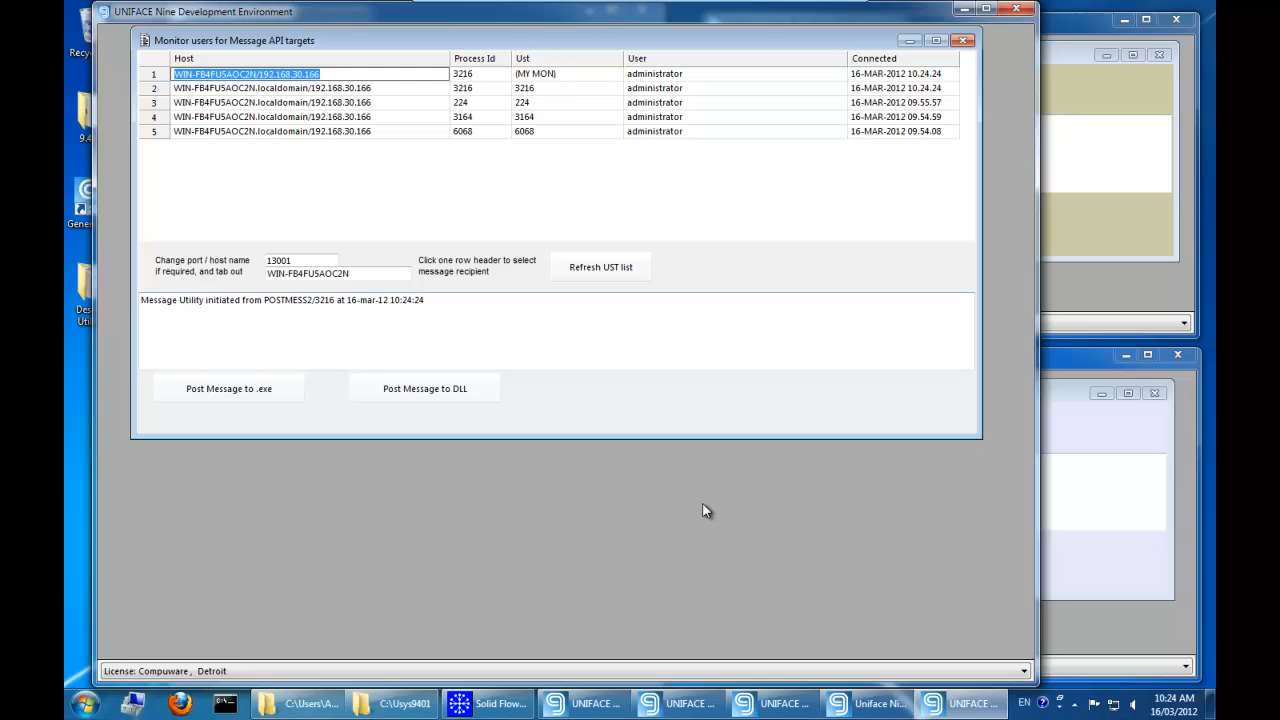 UNIFACE Nine Development Environment
Recyc
Monitor users for Message API targets
Host Process Id Ust User Connected
1 WIN-FB4FU5AOC2N/192.168.30.166 3216 (MY MON) administrator 16-MAR-2012 10.24.24
2 WIN-FB4FU5AOC2N.localdomain/192.168.30.166 3216 3216 administrator 16-MAR-2012 10.24.24
3 WIN-FB4FU5AOC2N.localdomain/192.168.30.166 224 224 administrator 16-MAR-2012 09.55.57
4 WIN-FB4FU5AOC2N.localdomain/192.168.30.166 3164 3164 administrator 16-MAR-2012 09.54.59
5 WIN-FB4FU5AOC2N.localdomain/192.168.30.166 6068 6068 administrator 16-MAR-2012 09.54.08
9.4
Gener
Des
Uti
Change port / host name
if required, and tab out
13001
WIN-FB4FU5AOC2N
Click one row header to select
message recipient
Refresh UST list
Message Utility initiated from POSTMESS2/3216 at 16-mar-12 10:24:24
Post Message to .exe
Post Message to DLL
License: Compuware, Detroit
C:\Users\A...
C:\Usys9401
Solid Flow...
UNIFACE ...
UNIFACE ...
UNIFACE ...
Uniface Ni...
UNIFACE ...
EN
10:24 AM
16/03/2012